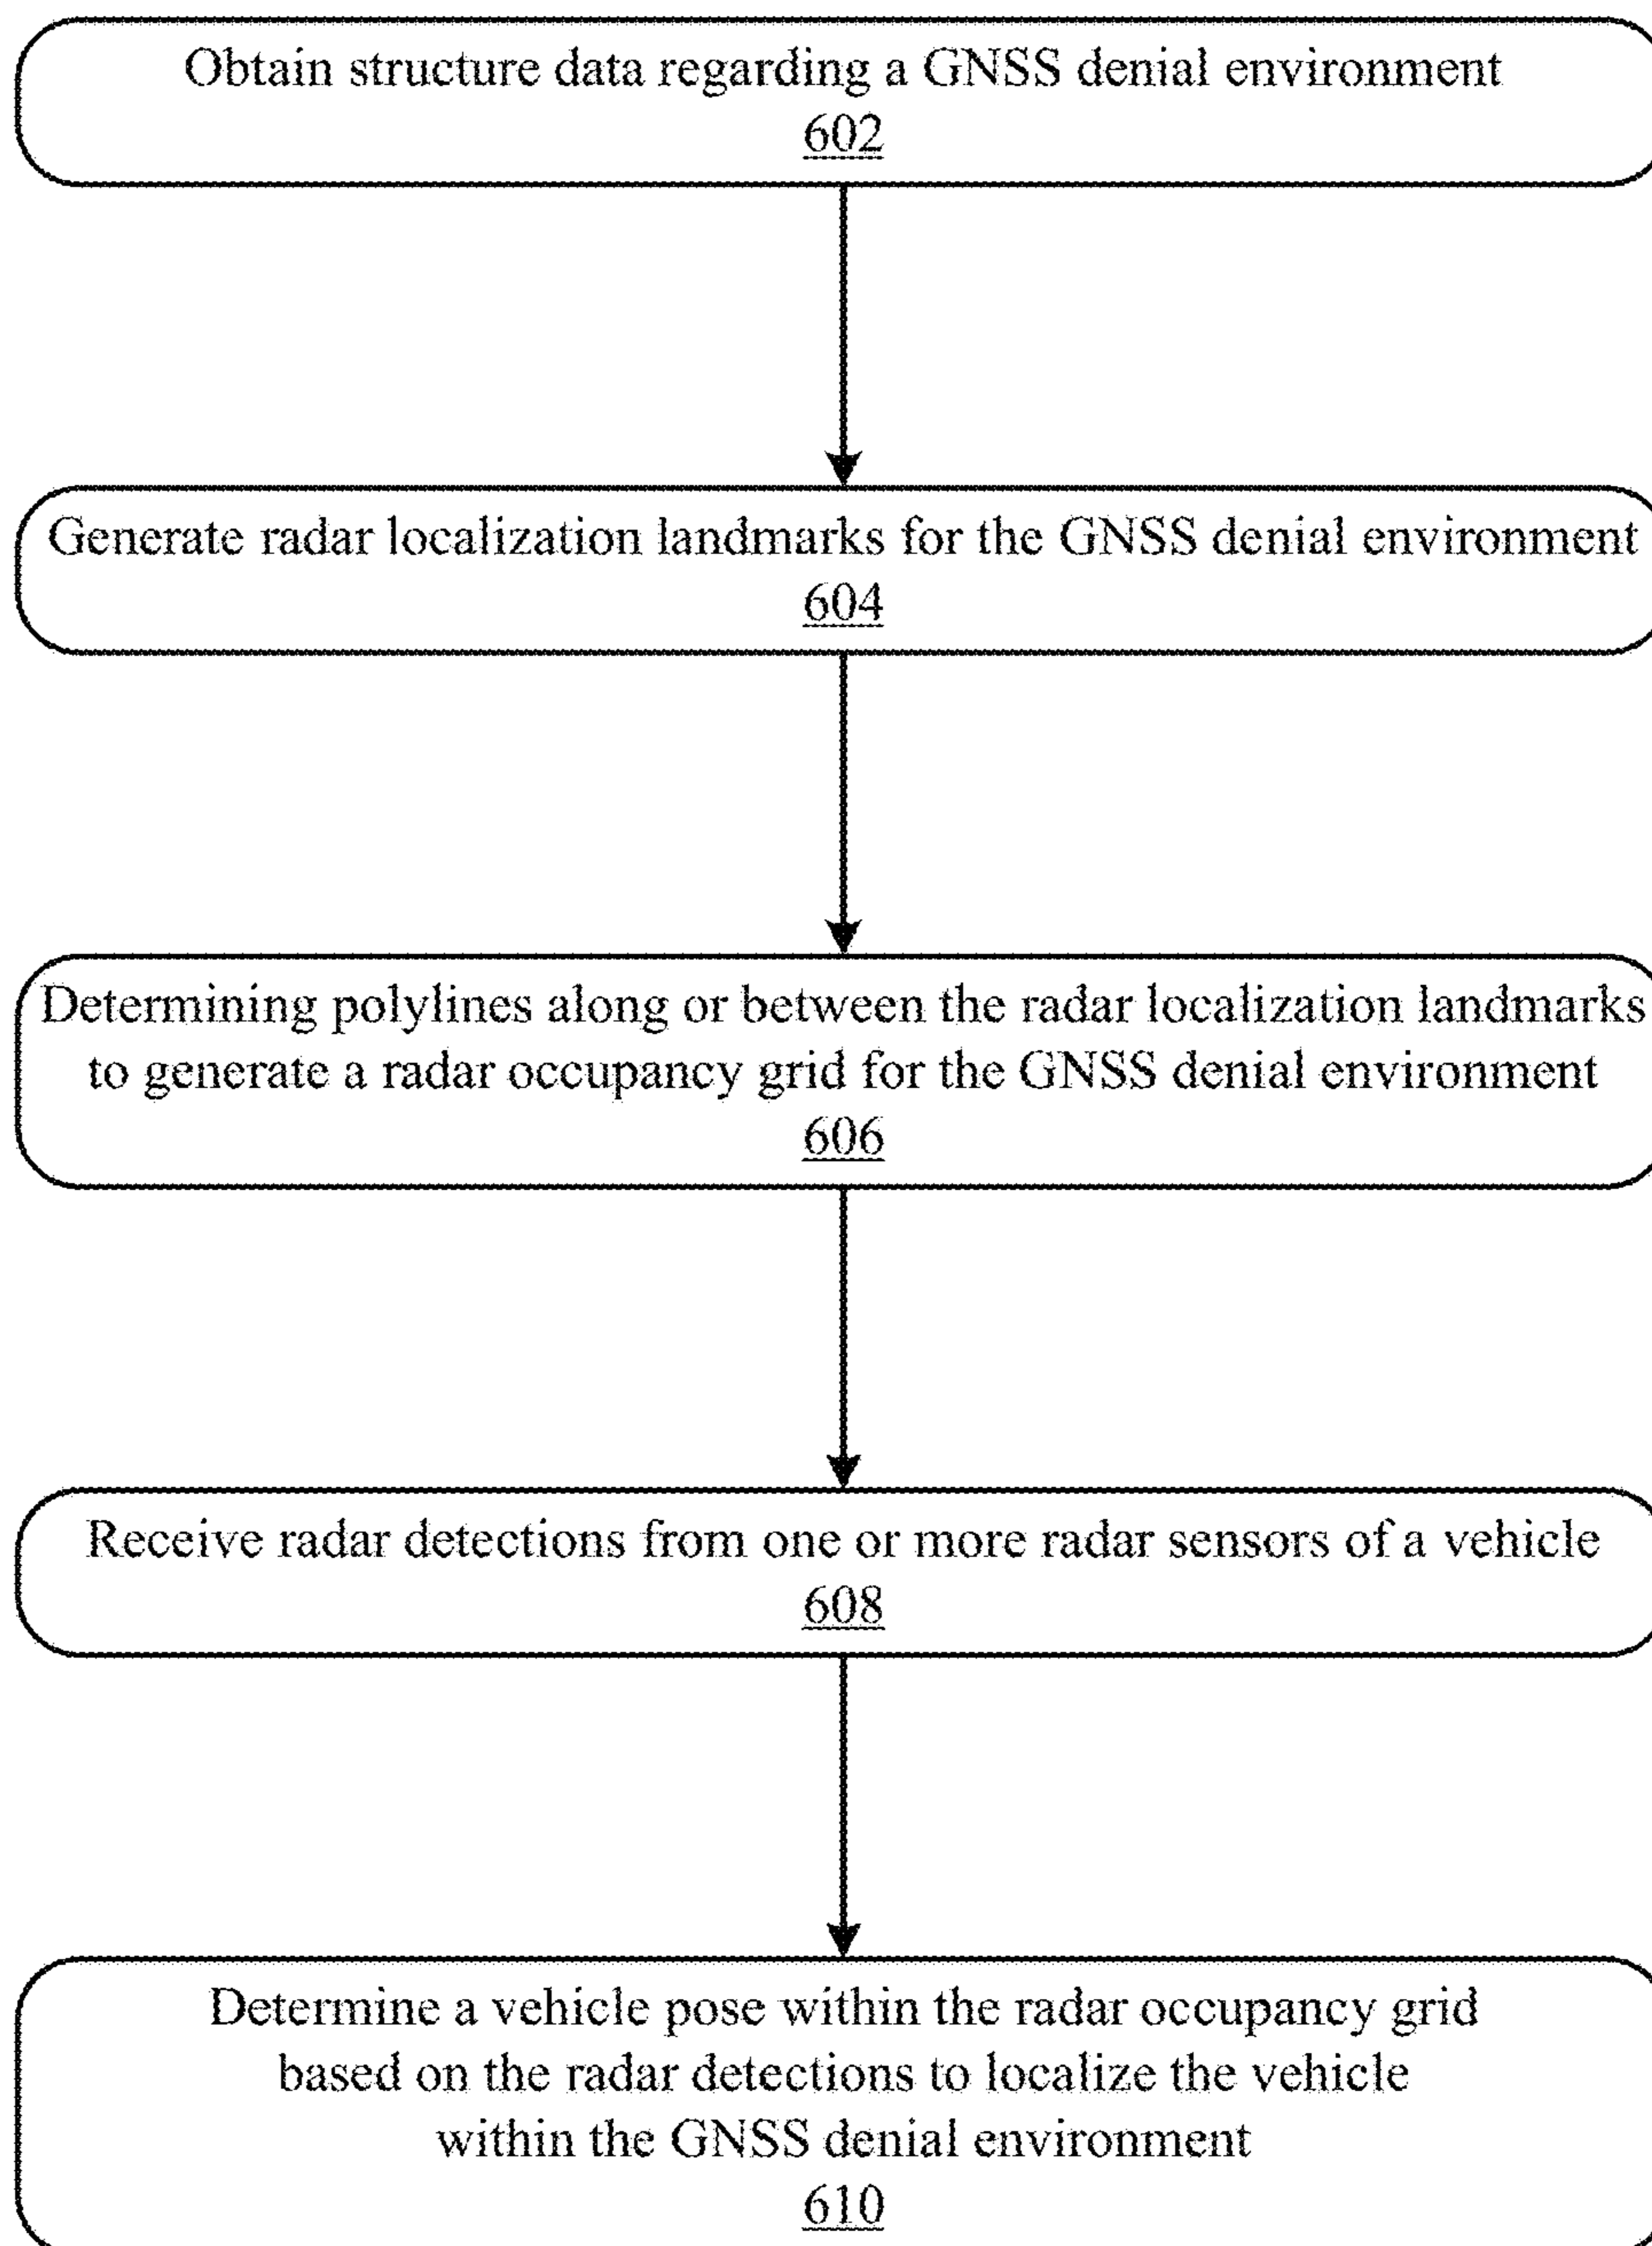 Obtain structure data regarding a GNSS denial environment
602
Generate radar localization landmarks for the GNSS denial environment
604
Determining polylines along or between the radar localization landmarks
to generate a radar occupancy grid for the GNSS denial environment
606
Receive radar detections from one or more radar sensors of a vehicle
608
Determine a vehicle pose within the radar occupancy grid
based on the radar detections to localize the vehicle
within the GNSS denial environment
610